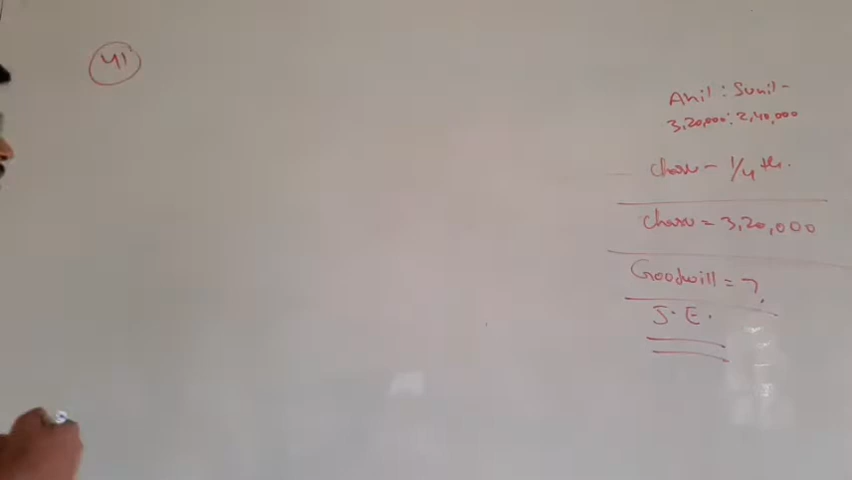 41
Anil : Sunil -
3,20,000 : 2,40,000
Charu - 1/4 th.
Charu = 3,20,000
Goodwill = ?
J.E.